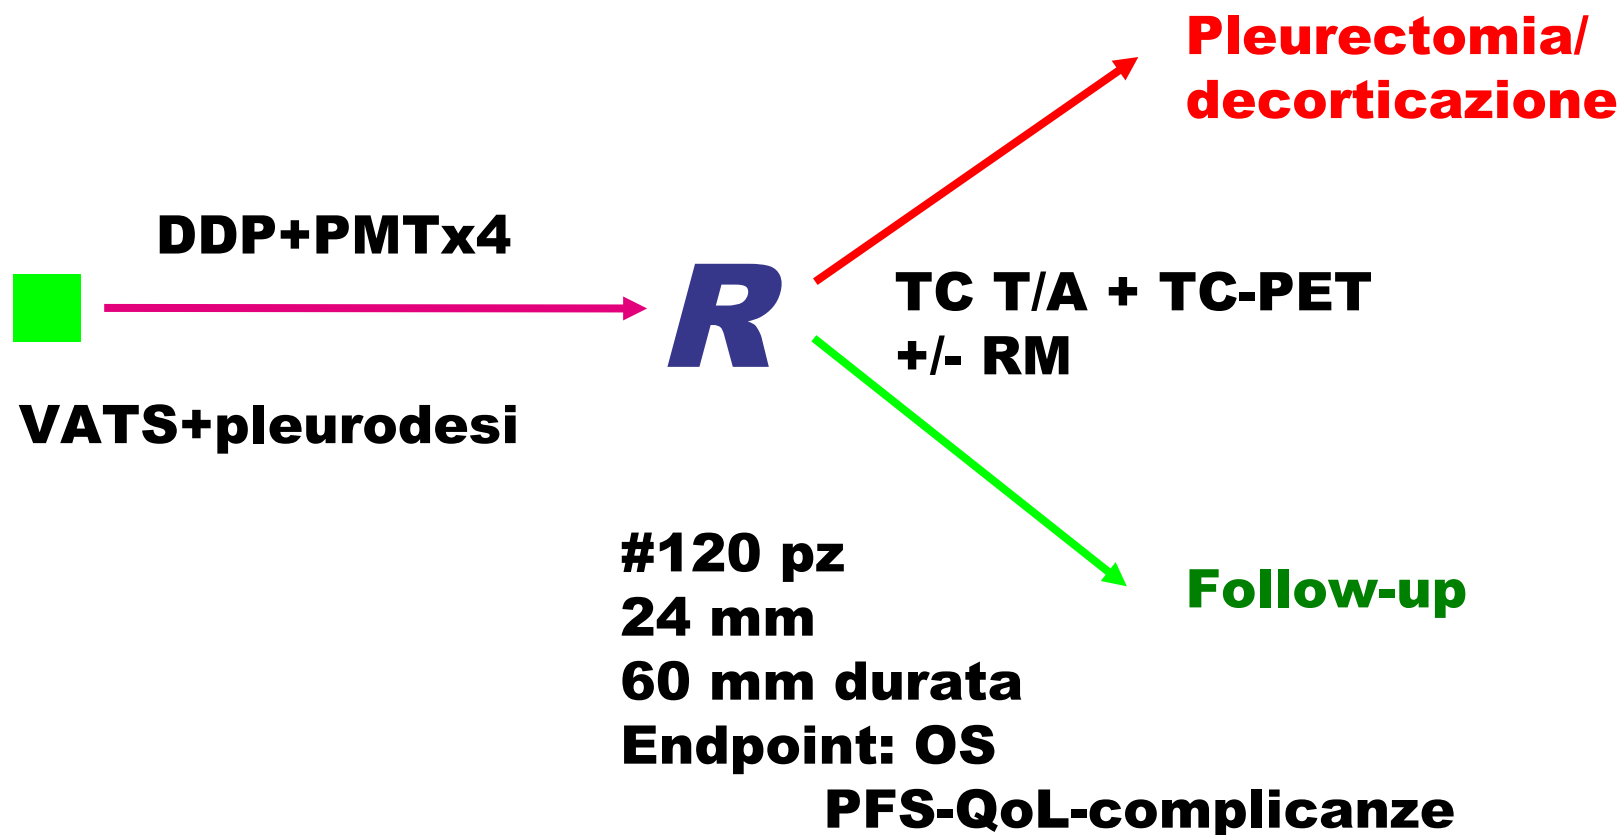 Pleurectomia/
decorticazione
DDP+PMTx4
R
TC T/A + TC-PET
+/- RM
VATS+pleurodesi
#120 pz
24 mm
60 mm durata
Endpoint: OS
PFS-QoL-complicanze
Follow-up